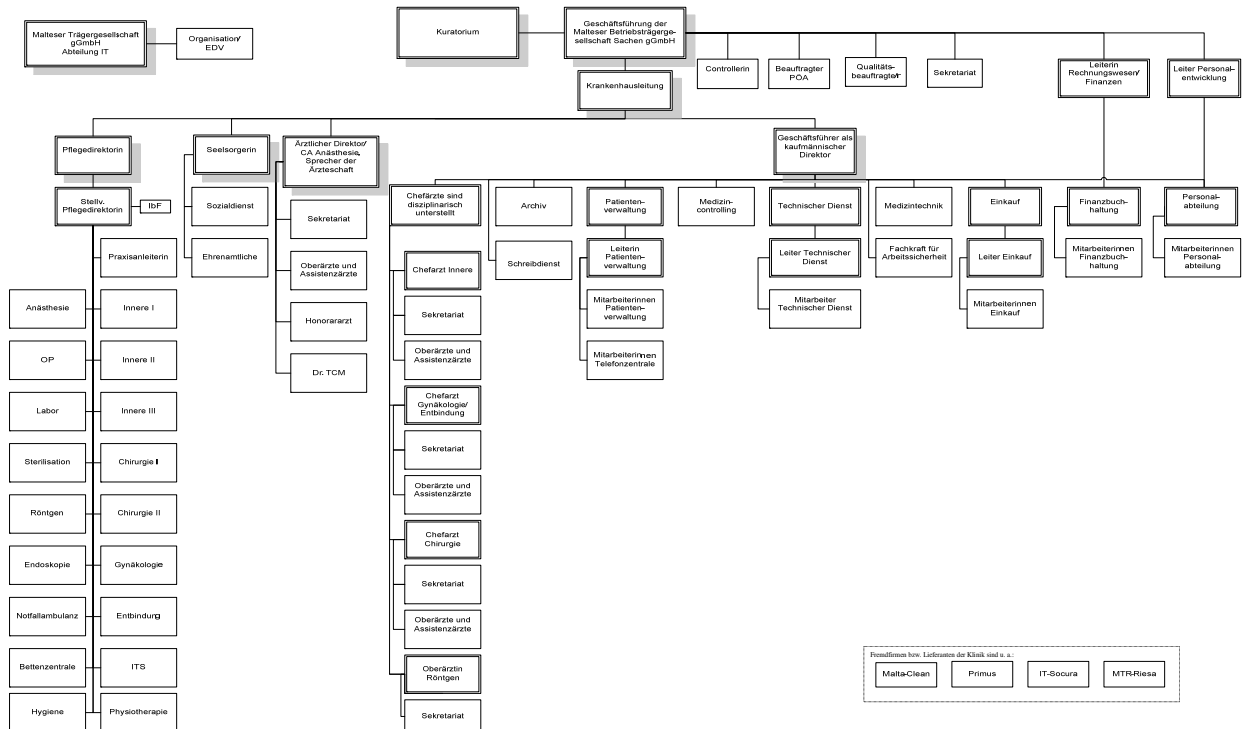 Malteser Trägergesellschaft
gGmbH
Abteilung IT
Organisation/
EDV
Kuratorium
Geschäftsführung der
Malteser Betriebsträgerge-
sellschaft Sachen gGmbH
Controllerin
Beauftragter
PÖA
Qualitäts-
beauftragte/r
Sekretariat
Leiterin
Rechnungswesen/
Finanzen
Leiter Personal-
entwicklung
Krankenhausleitung
Pflegedirektorin
Seelsorgerin
Ärztlicher Direktor/
CA Anästhesie,
Sprecher der
Ärzteschaft
Geschäftsführer als
kaufmännischer
Direktor
Stellv.
Pflegedirektorin
IbF
Sozialdienst
Sekretariat
Chefärzte sind
disziplinarisch
unterstellt
Archiv
Patienten-
verwaltung
Medizin-
controlling
Technischer Dienst
Medizintechnik
Einkauf
Finanzbuch-
haltung
Personal-
abteilung
Praxisanleiterin
Ehrenamtliche
Oberärzte und
Assistenzärzte
Chefarzt Innere
Schreibdienst
Leiterin
Patienten-
verwaltung
Leiter Technischer
Dienst
Fachkraft für
Arbeitssicherheit
Leiter Einkauf
Mitarbeiterinnen
Finanzbuch-
haltung
Mitarbeiterinnen
Personal-
abteilung
Anästhesie
Innere I
Honorararzt
Sekretariat
Mitarbeiterinnen
Patienten-
verwaltung
Mitarbeiter
Technischer Dienst
Mitarbeiterinnen
Einkauf
OP
Innere II
Dr. TCM
Oberärzte und
Assistenzärzte
Mitarbeiterinnen
Telefonzentrale
Labor
Innere III
Chefarzt
Gynäkologie/
Entbindung
Sterilisation
Chirurgie I
Sekretariat
Röntgen
Chirurgie II
Oberärzte und
Assistenzärzte
Endoskopie
Gynäkologie
Chefarzt
Chirurgie
Sekretariat
Notfallambulanz
Entbindung
Oberärzte und
Assistenzärzte
Bettenzentrale
ITS
Oberärztin
Röntgen
Hygiene
Physiotherapie
Sekretariat
Fremdfirmen bzw. Lieferanten der Klinik sind u. a.:
Malta-Clean
Primus
IT-Socura
MTR-Riesa